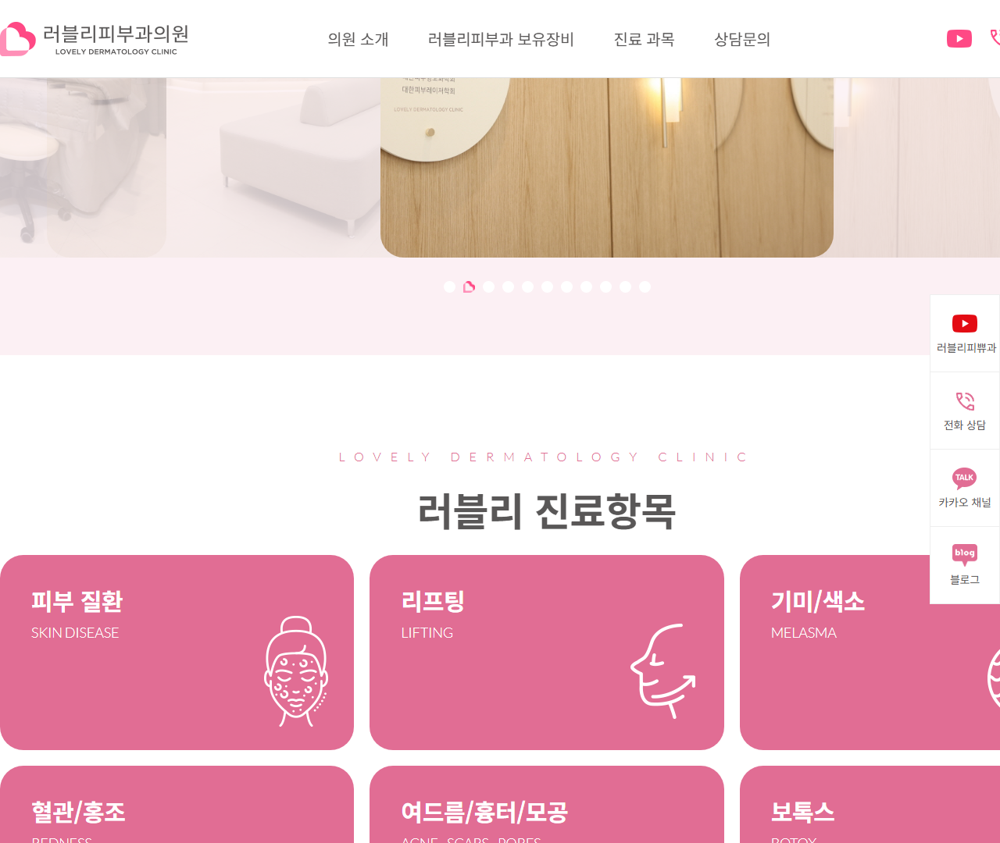 러블리피부과의원
LOVELY DERMATOLOGY CLINIC
의원 소개
러블리피부과 보유장비
진료 과목
상담문의
대한피부레이저학회
LOVELY DERMATOLOGY CLINIC
러블리피쀼과
전화 상담
TALK
카카오 채널
blog
블로그
LOVELY DERMATOLOGY CLINIC
러블리 진료항목
피부 질환
SKIN DISEASE
리프팅
LIFTING
기미/색소
MELASMA
혈관/홍조
REDNESS
여드름/흉터/모공
ACNE · SCARS · PORES
보톡스
BOTOX